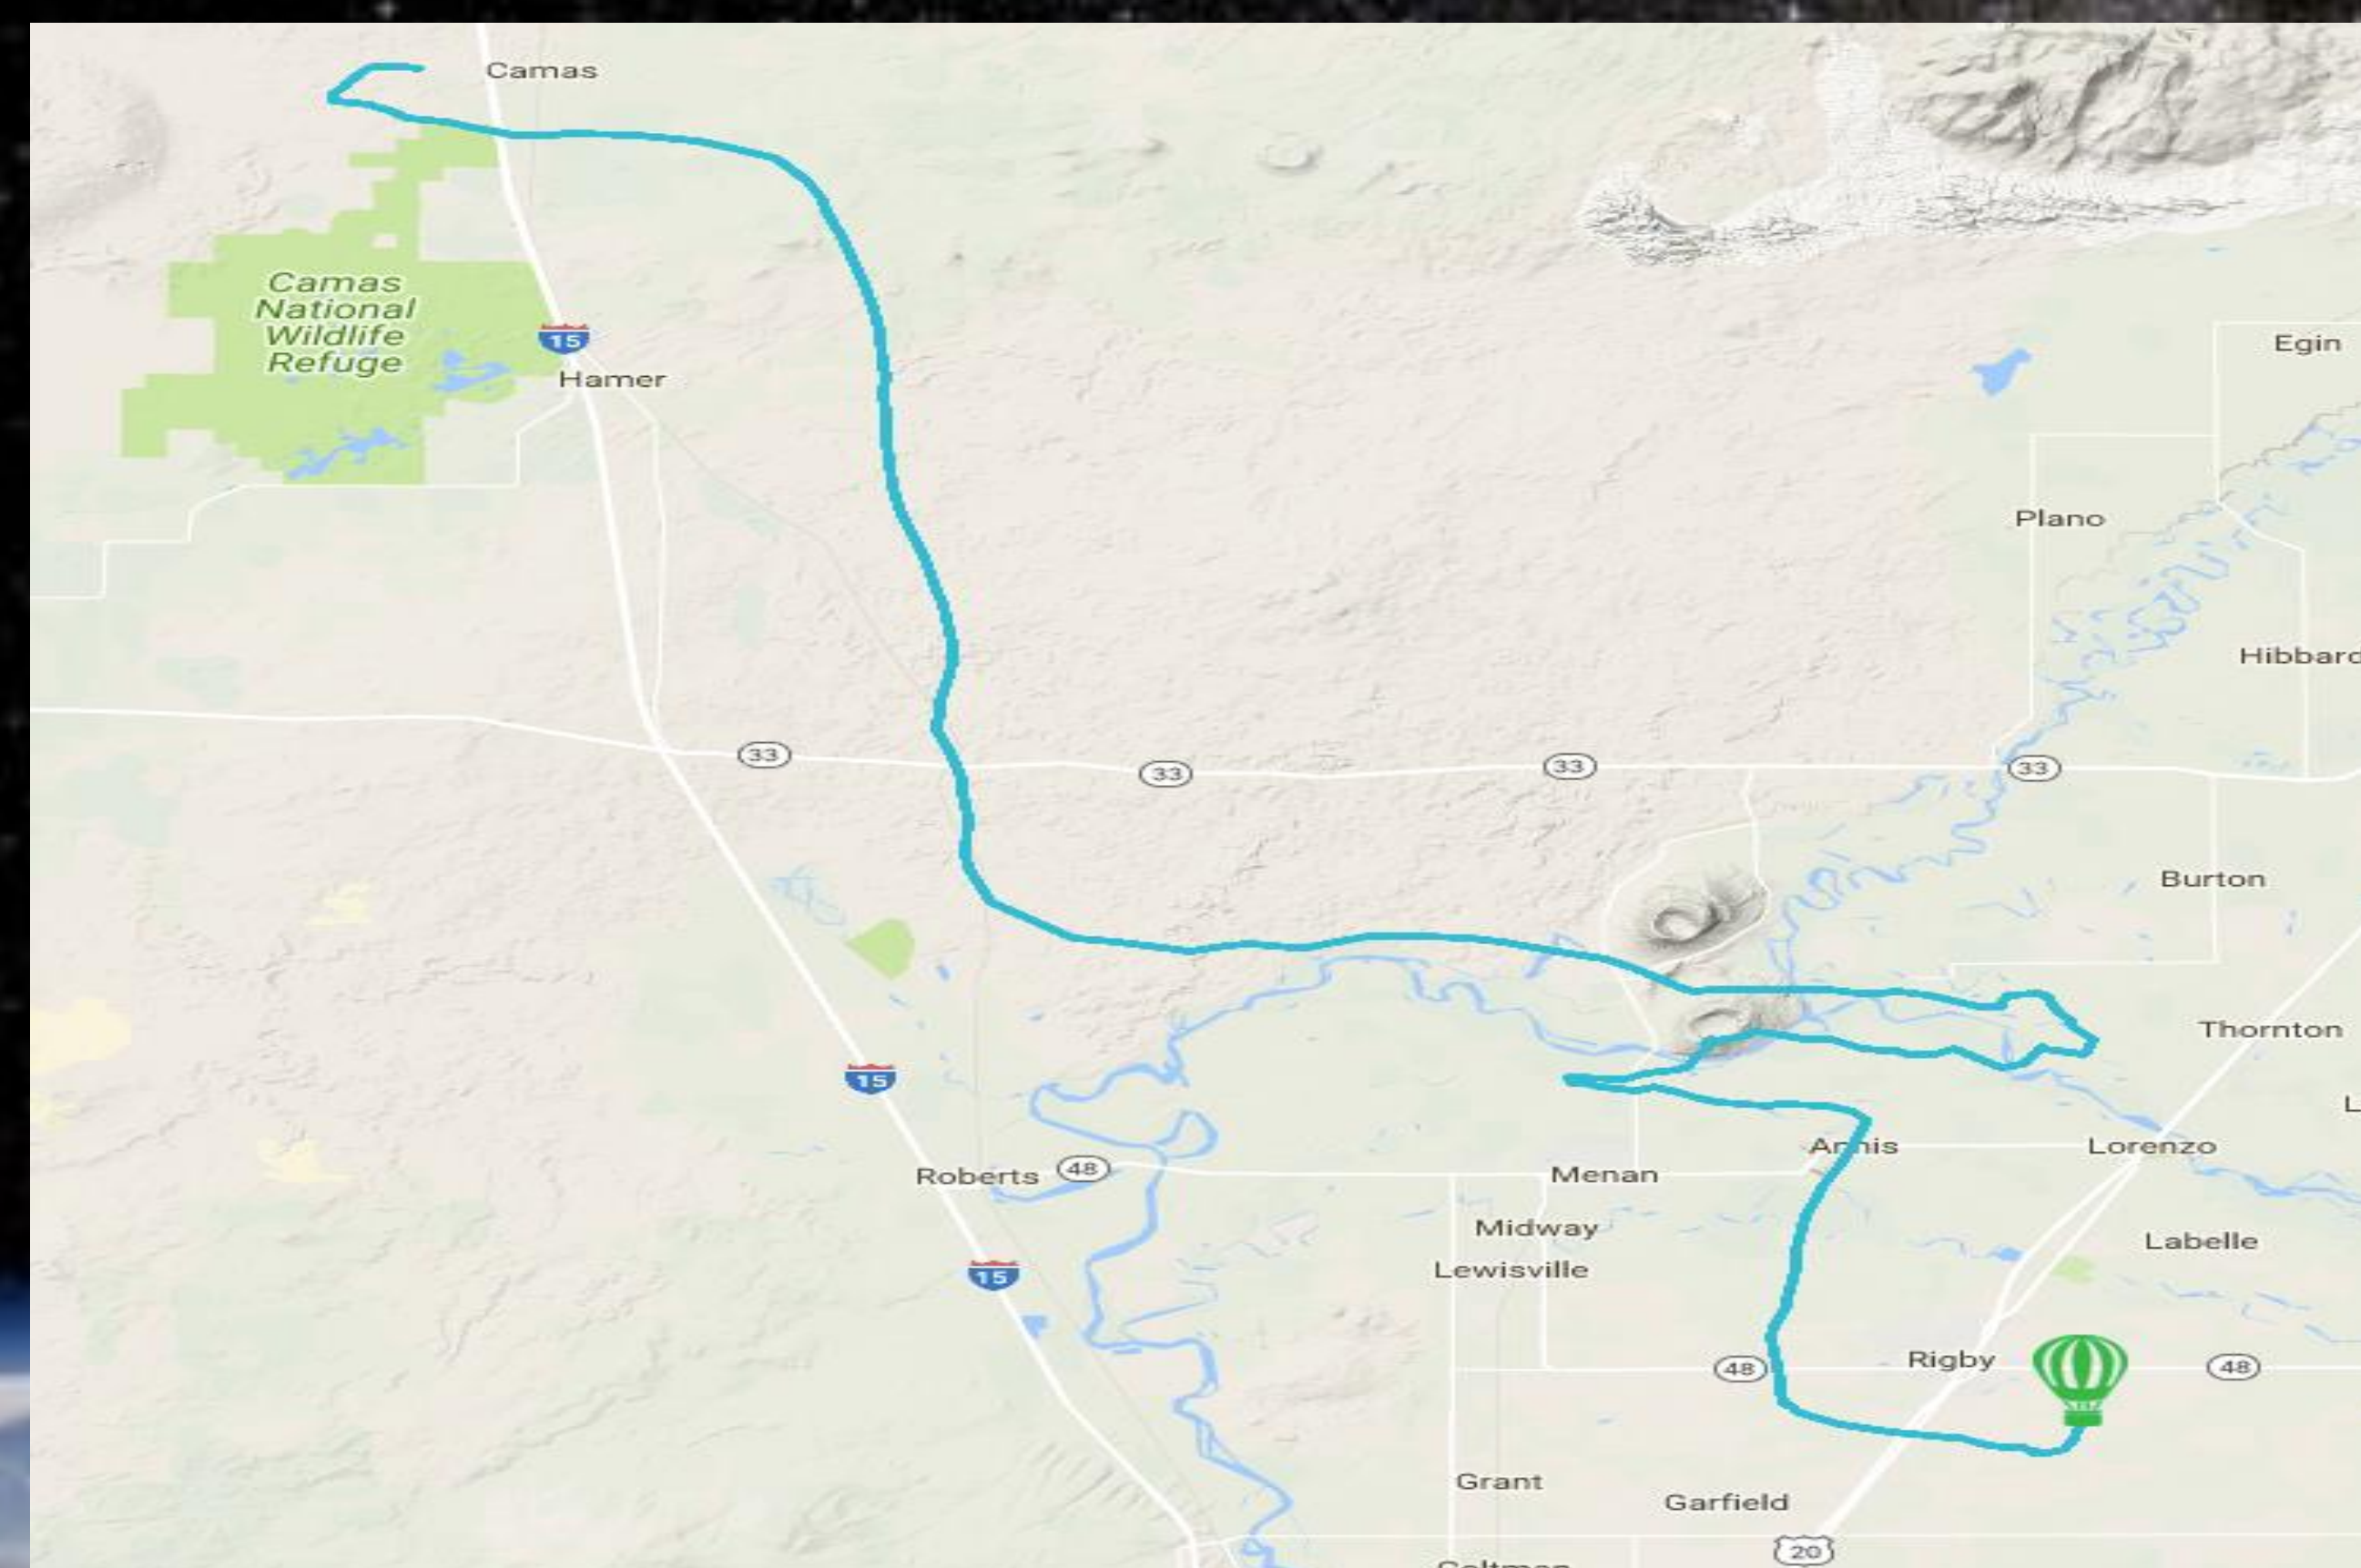 Camas
Camas
National
Wildlife
Refuge
15
Hamer
Egin
Plano
Hibbard
33
33
33
33
Burton
Thornton
15
L
Annis
Lorenzo
Roberts
48
Menan
Midway
Labelle
Lewisville
15
48
Rigby
48
Grant
Garfield
20